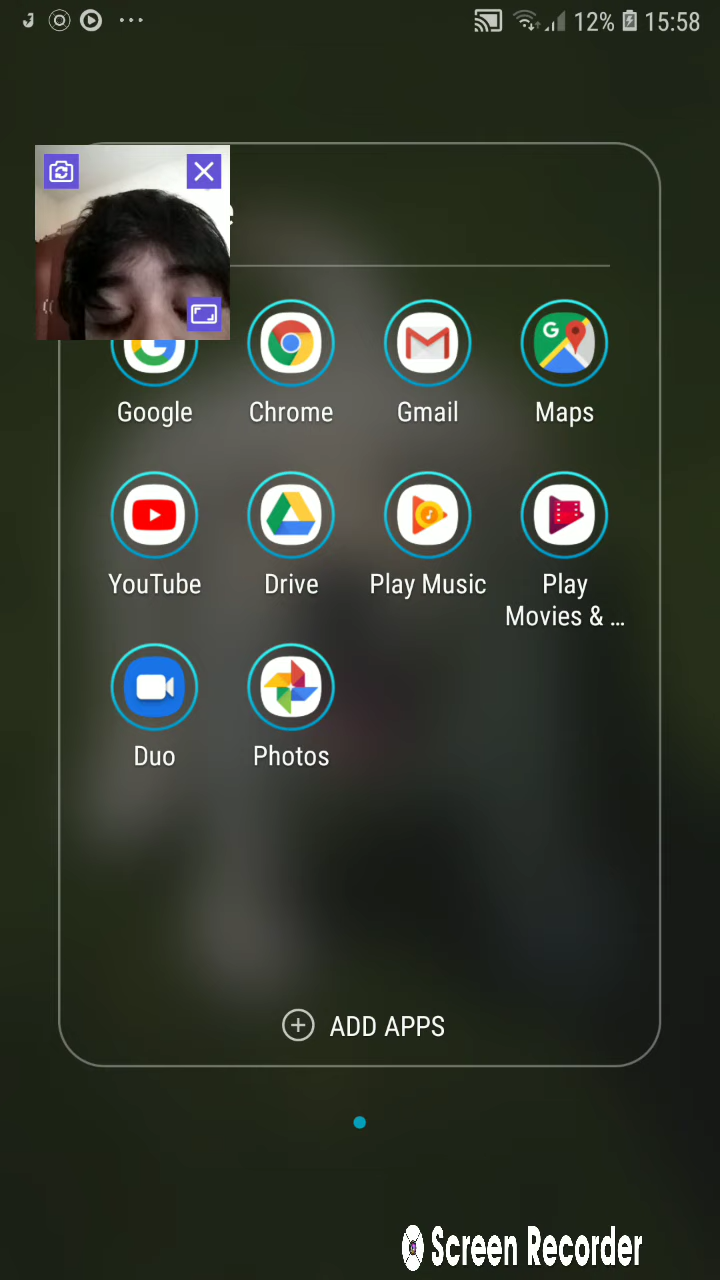 12% 15:58
Google Chrome Gmail Maps
YouTube Drive Play Music Play
Movies & ...
Duo Photos
ADD APPS
Screen Recorder